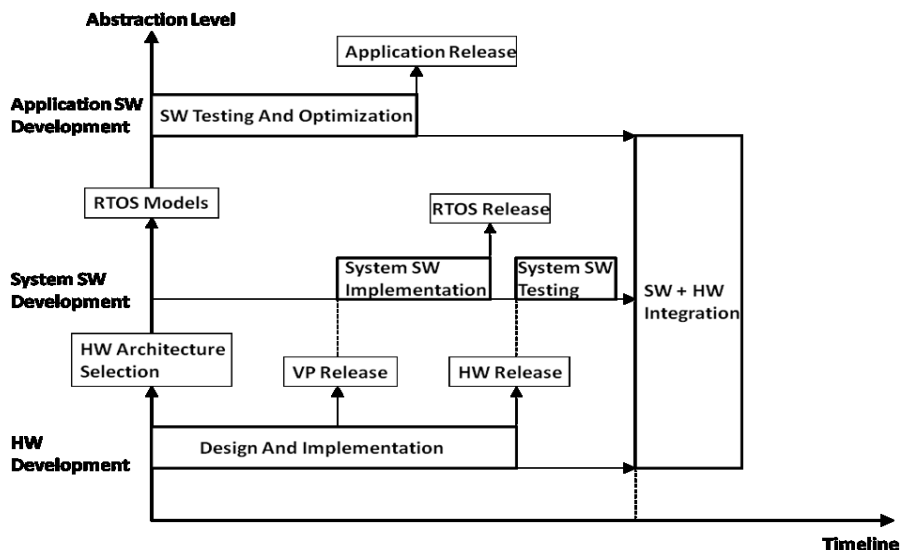 Abstraction Level
Application Release
Application SW
Development
SW Testing And Optimization
RTOS Models
RTOS Release
System SW
Development
System SW
Implementation
System SW
Testing
SW + HW
Integration
HW Architecture
Selection
VP Release
HW Release
HW
Development
Design And Implementation
Timeline